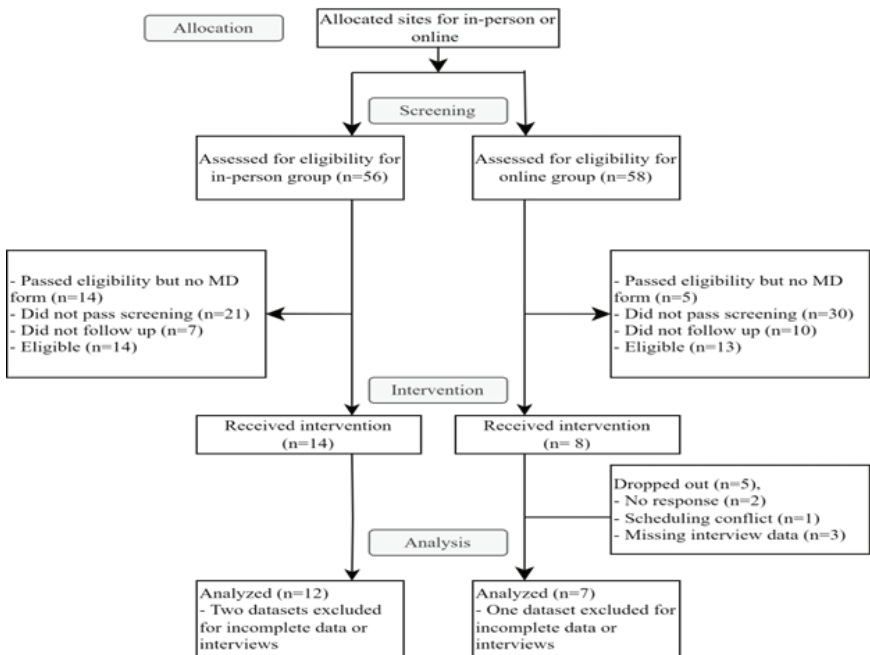 Allocation
Allocated sites for in-person or
online
Screening
Assessed for eligibility for
in-person group (n=56)
Assessed for eligibility for
online group (n=58)
- Passed eligibility but no MD
form (n=14)
- Did not pass screening (n=21)
- Did not follow up (n=7)
- Eligible (n=14)
- Passed eligibility but no MD
form (n=5)
- Did not pass screening (n=30)
- Did not follow up (n=10)
- Eligible (n=13)
Intervention
Received intervention
(n=14)
Received intervention
(n= 8)
Dropped out (n=5),
- No response (n=2)
- Scheduling conflict (n=1)
- Missing interview data (n=3)
Analysis
Analyzed (n=12)
- Two datasets excluded
for incomplete data or
interviews
Analyzed (n=7)
- One dataset excluded for
incomplete data or
interviews